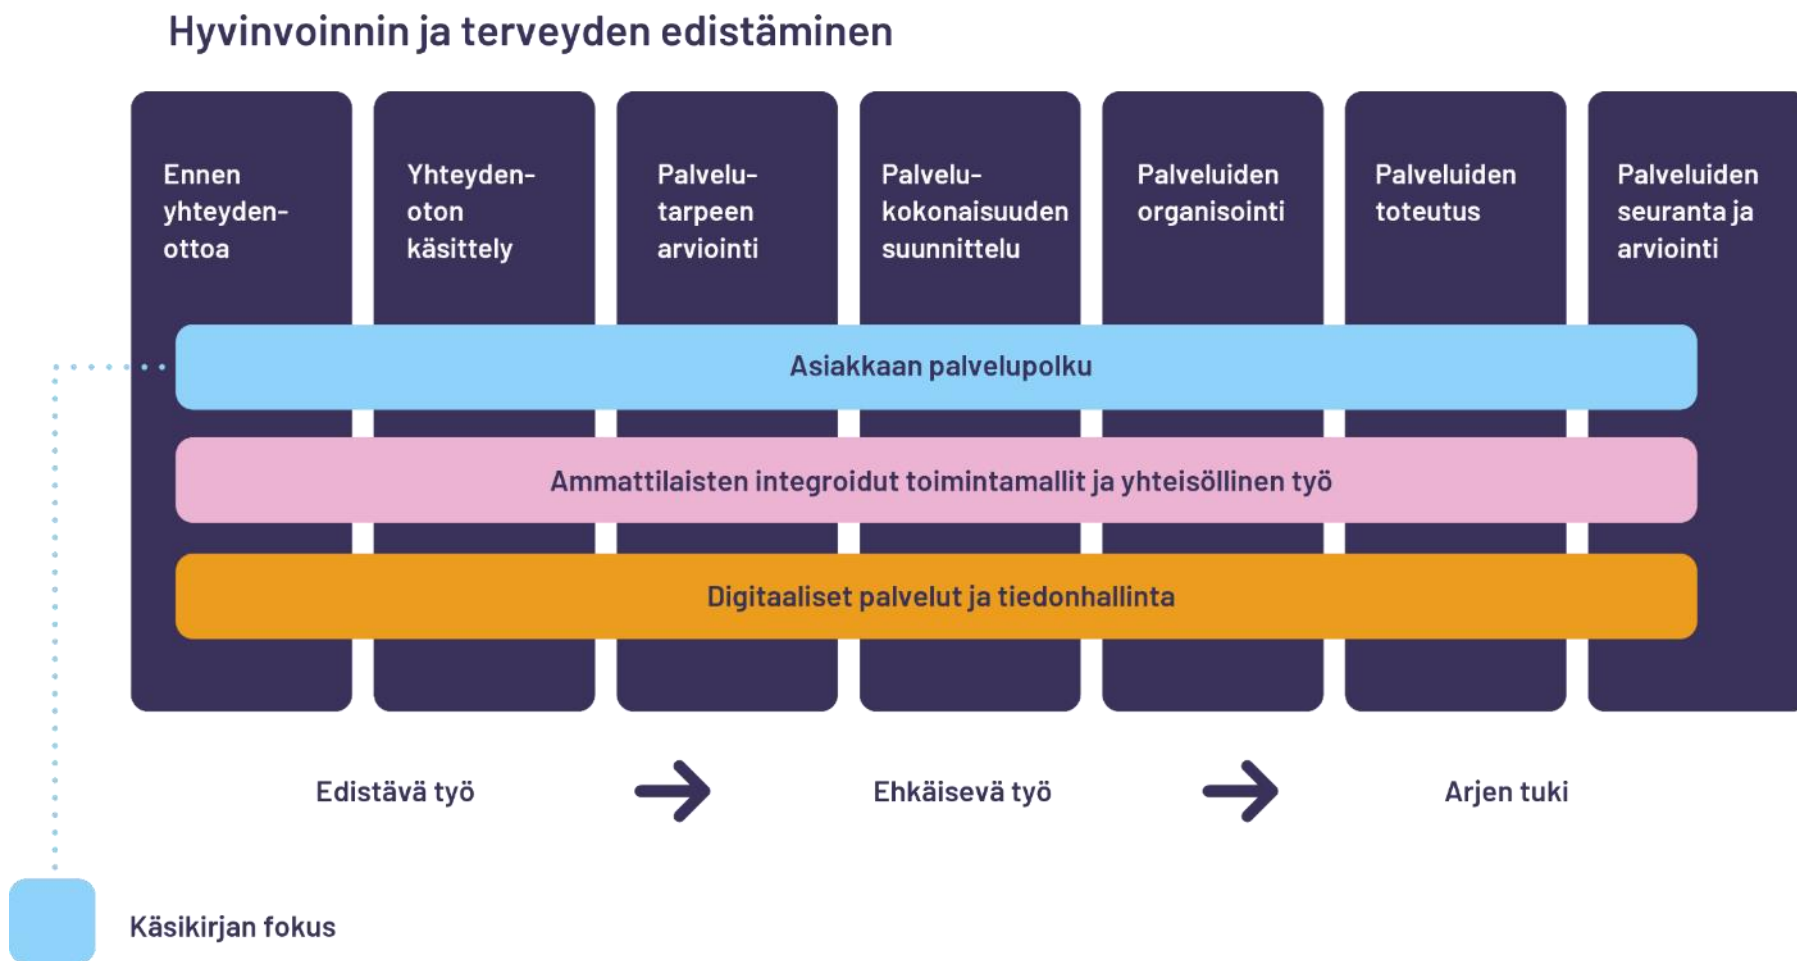 Hyvinvoinnin ja terveyden edistäminen
Ennen
yhteyden-
ottoa
Yhteyden-
oton
käsittely
Palvelu-
tarpeen
arviointi
Palvelu-
kokonaisuuden
suunnittelu
Palveluiden
organisointi
Palveluiden
toteutus
Palveluiden
seuranta ja
arviointi
Asiakkaan palvelupolku
Ammattilaisten integroidut toimintamallit ja yhteisöllinen työ
Digitaaliset palvelut ja tiedonhallinta
Edistävä työ
Ehkäisevä työ
Arjen tuki
Käsikirjan fokus